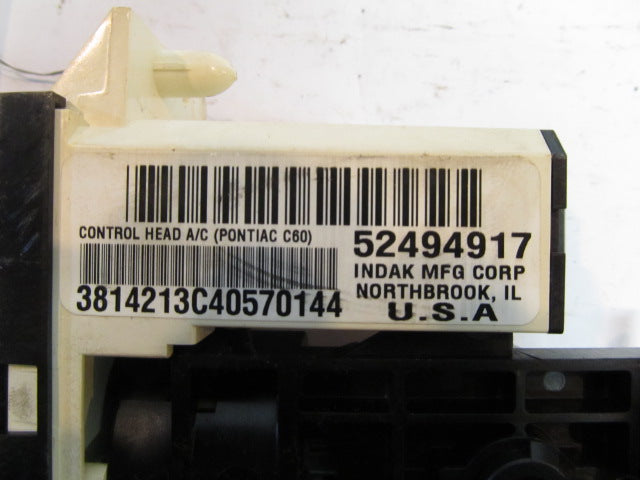 CONTROL HEAD A/C (PONTIAC C60)
3814213C40570144
52494917
INDAK MFG CORP
NORTHBROOK, IL
U.S.A